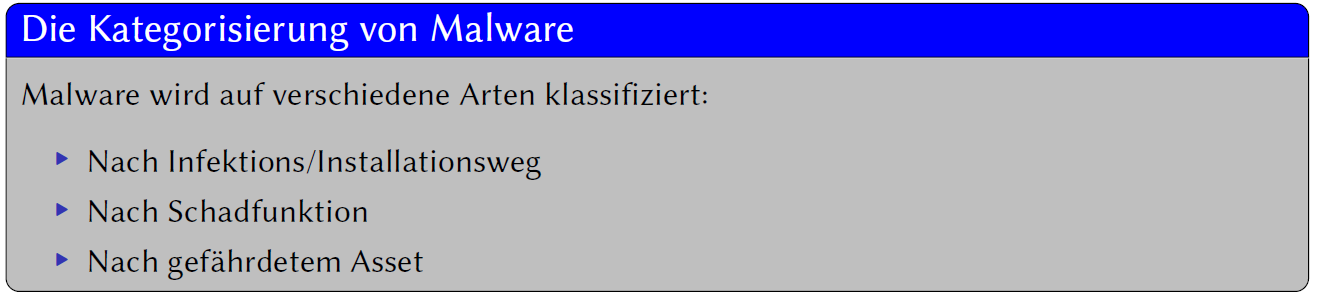 Die Kategorisierung von Malware
Malware wird auf verschiedene Arten klassifiziert:
Nach Infektions/Installationsweg
Nach Schadfunktion
Nach gefährdetem Asset